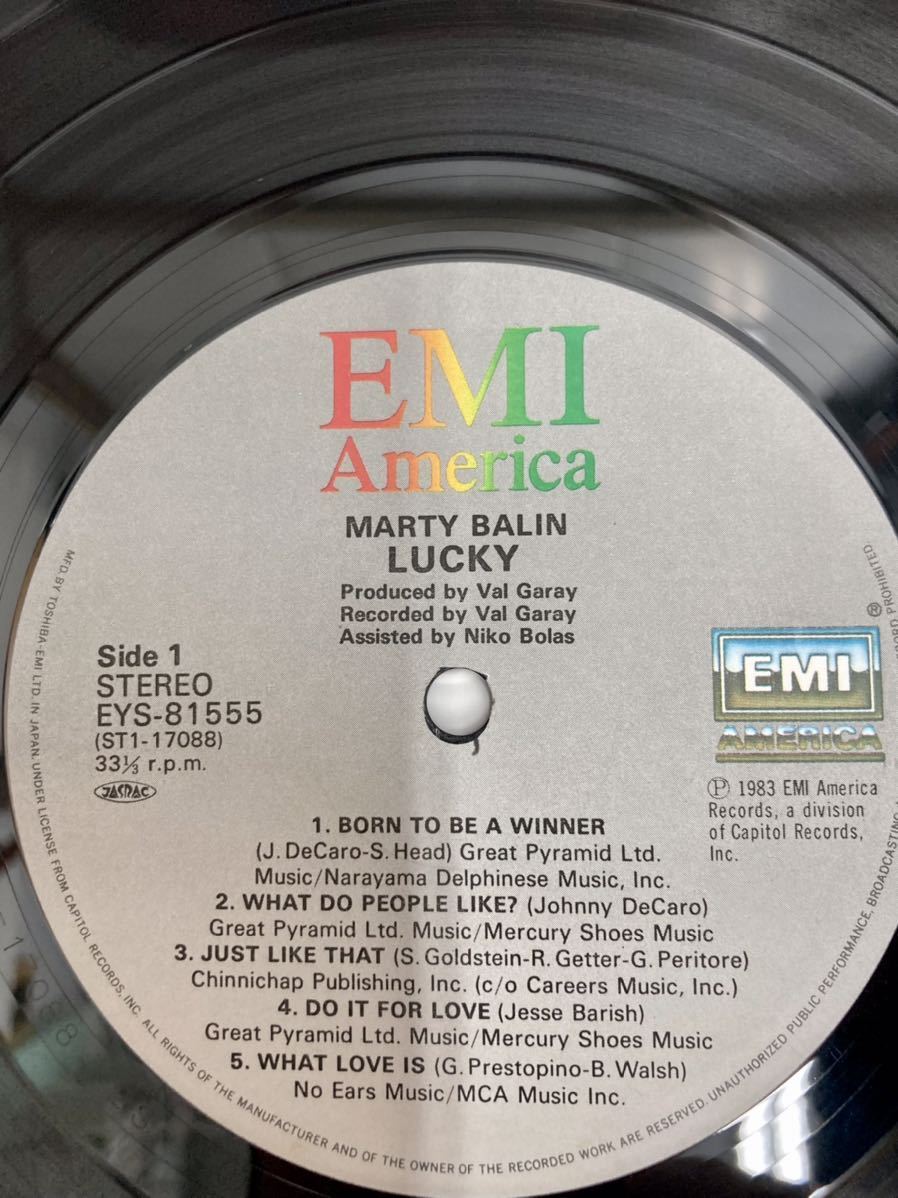 EMI
America
MARTY BALIN
LUCKY
Produced by Val Garay
Recorded by Val Garay
Assisted by Niko Bolas
Side 1
STEREO
EYS-81555
(ST1-17088)
33⅓ r.p.m.
JASRAC
®
EMI
AMERICA
Ⓟ 1983 EMI America
Records, a division
of Capitol Records,
Inc.
1. BORN TO BE A WINNER
(J. DeCaro-S. Head) Great Pyramid Ltd.
Music/Narayama Delphinese Music, Inc.
2. WHAT DO PEOPLE LIKE? (Johnny DeCaro)
Great Pyramid Ltd. Music/Mercury Shoes Music
3. JUST LIKE THAT (S. Goldstein-R. Getter-G. Peritore)
Chinnichap Publishing, Inc. (c/o Careers Music, Inc.)
4. DO IT FOR LOVE (Jesse Barish)
Great Pyramid Ltd. Music/Mercury Shoes Music
5. WHAT LOVE IS (G. Prestopino-B. Walsh)
No Ears Music/MCA Music Inc.
MFD. BY TOSHIBA-EMI LTD. IN JAPAN. UNDER LICENSE FROM CAPITOL RECORDS, INC. ALL RIGHTS OF THE MANUFACTURER AND OF THE OWNER OF THE RECORDED WORK ARE RESERVED. UNAUTHORIZED PUBLIC PERFORMANCE, BROADCASTING PROHIBITED